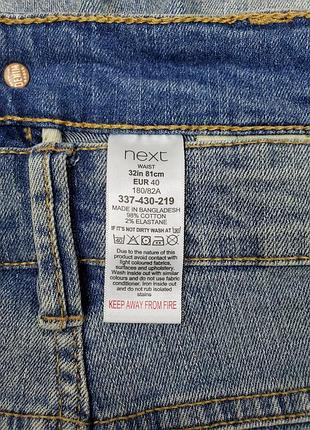 next
WAIST
32in 81cm
EUR 40
180/82A
337-430-219
MADE IN BANGLADESH
98% COTTON
2% ELASTANE
IF IT'S NOT DIRTY WASH AT 30
Due to the nature of this
product avoid contact with
light coloured fabrics,
surfaces and upholstery.
Wash inside out with similar
colours and do not use fabric
conditioner. Iron inside out
and do not rub isolated
stains
KEEP AWAY FROM FIRE